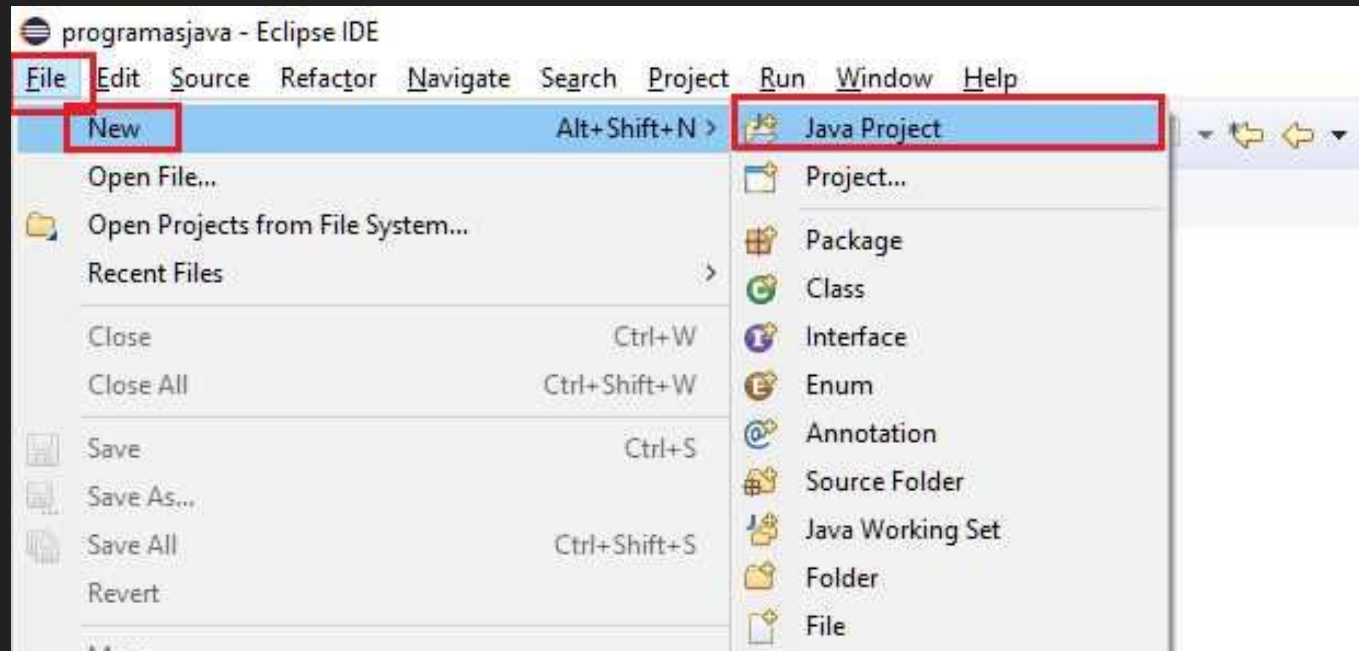 programasjava - Eclipse IDE
File Edit Source Refactor Navigate Search Project Run Window Help
New Alt+Shift+N >
Open File...
Open Projects from File System...
Recent Files >
Close Ctrl+W
Close All Ctrl+Shift+W
Save Ctrl+S
Save As...
Save All Ctrl+Shift+S
Revert
Java Project
Project...
Package
Class
Interface
Enum
Annotation
Source Folder
Java Working Set
Folder
File